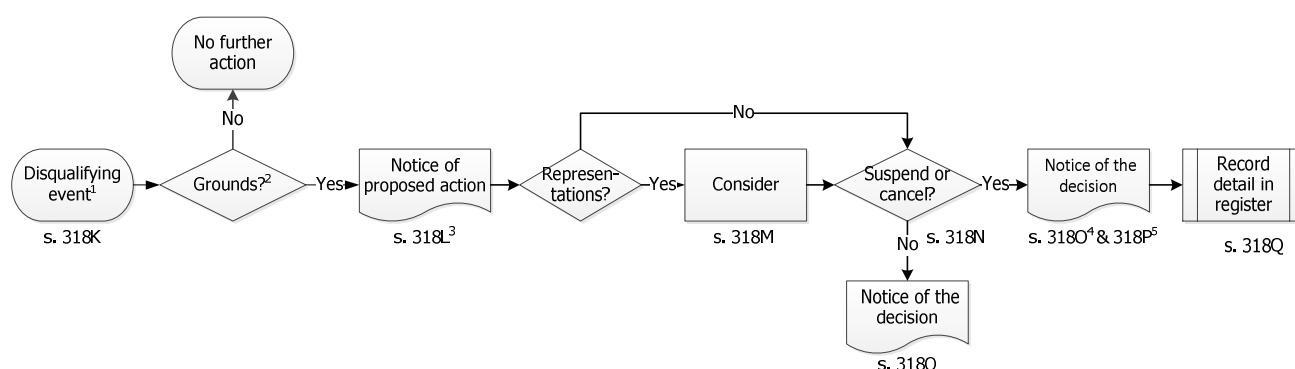 No further
action
No
No
Disqualifying
event¹
Grounds?²
Yes
Notice of
proposed action
Represen-
tations?
Yes
Consider
Suspend or
cancel?
Yes
Notice of the
decision
Record
detail in
register
s. 318K
s. 318L³
s. 318M
s. 318N
s. 318O⁴ & 318P⁵
s. 318Q
No
Notice of the
decision
s. 318O